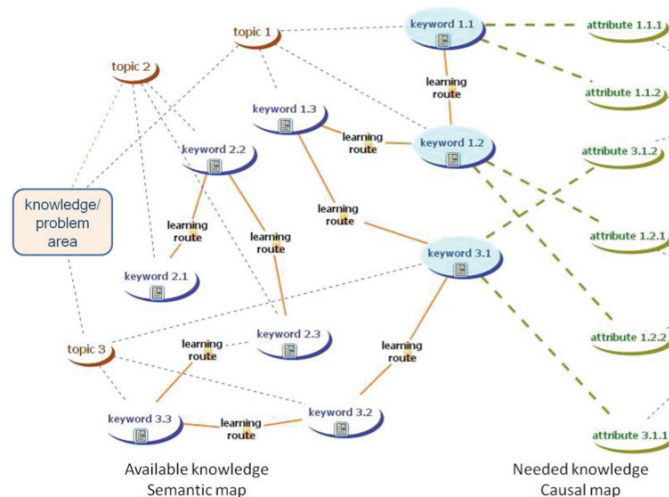 topic 1
keyword 1.1
attribute 1.1.1
topic 2
learning
route
attribute 1.1.2
keyword 1.3
learning
route
keyword 1.2
attribute 3.1.2
keyword 2.2
knowledge/
problem
area
learning
route
learning
route
attribute 1.2.1
keyword 3.1
keyword 2.1
keyword 2.3
attribute 1.2.2
topic 3
learning
route
learning
route
keyword 3.3
learning
route
keyword 3.2
attribute 3.1.1
Available knowledge
Semantic map
Needed knowledge
Causal map